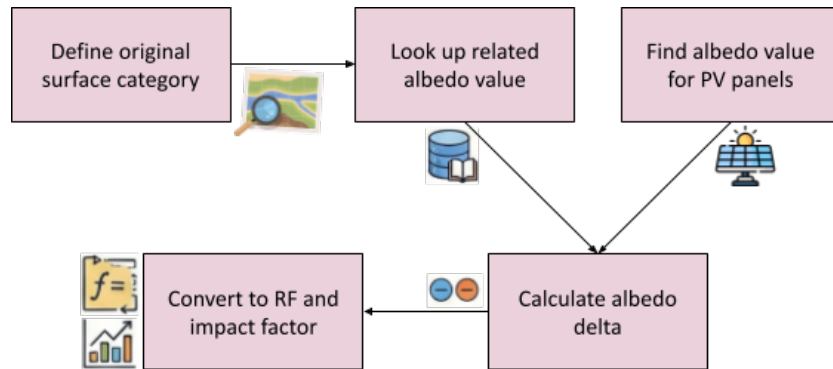 Define original
surface category
Look up related
albedo value
Find albedo value
for PV panels
f=
Convert to RF and
impact factor
Calculate albedo
delta